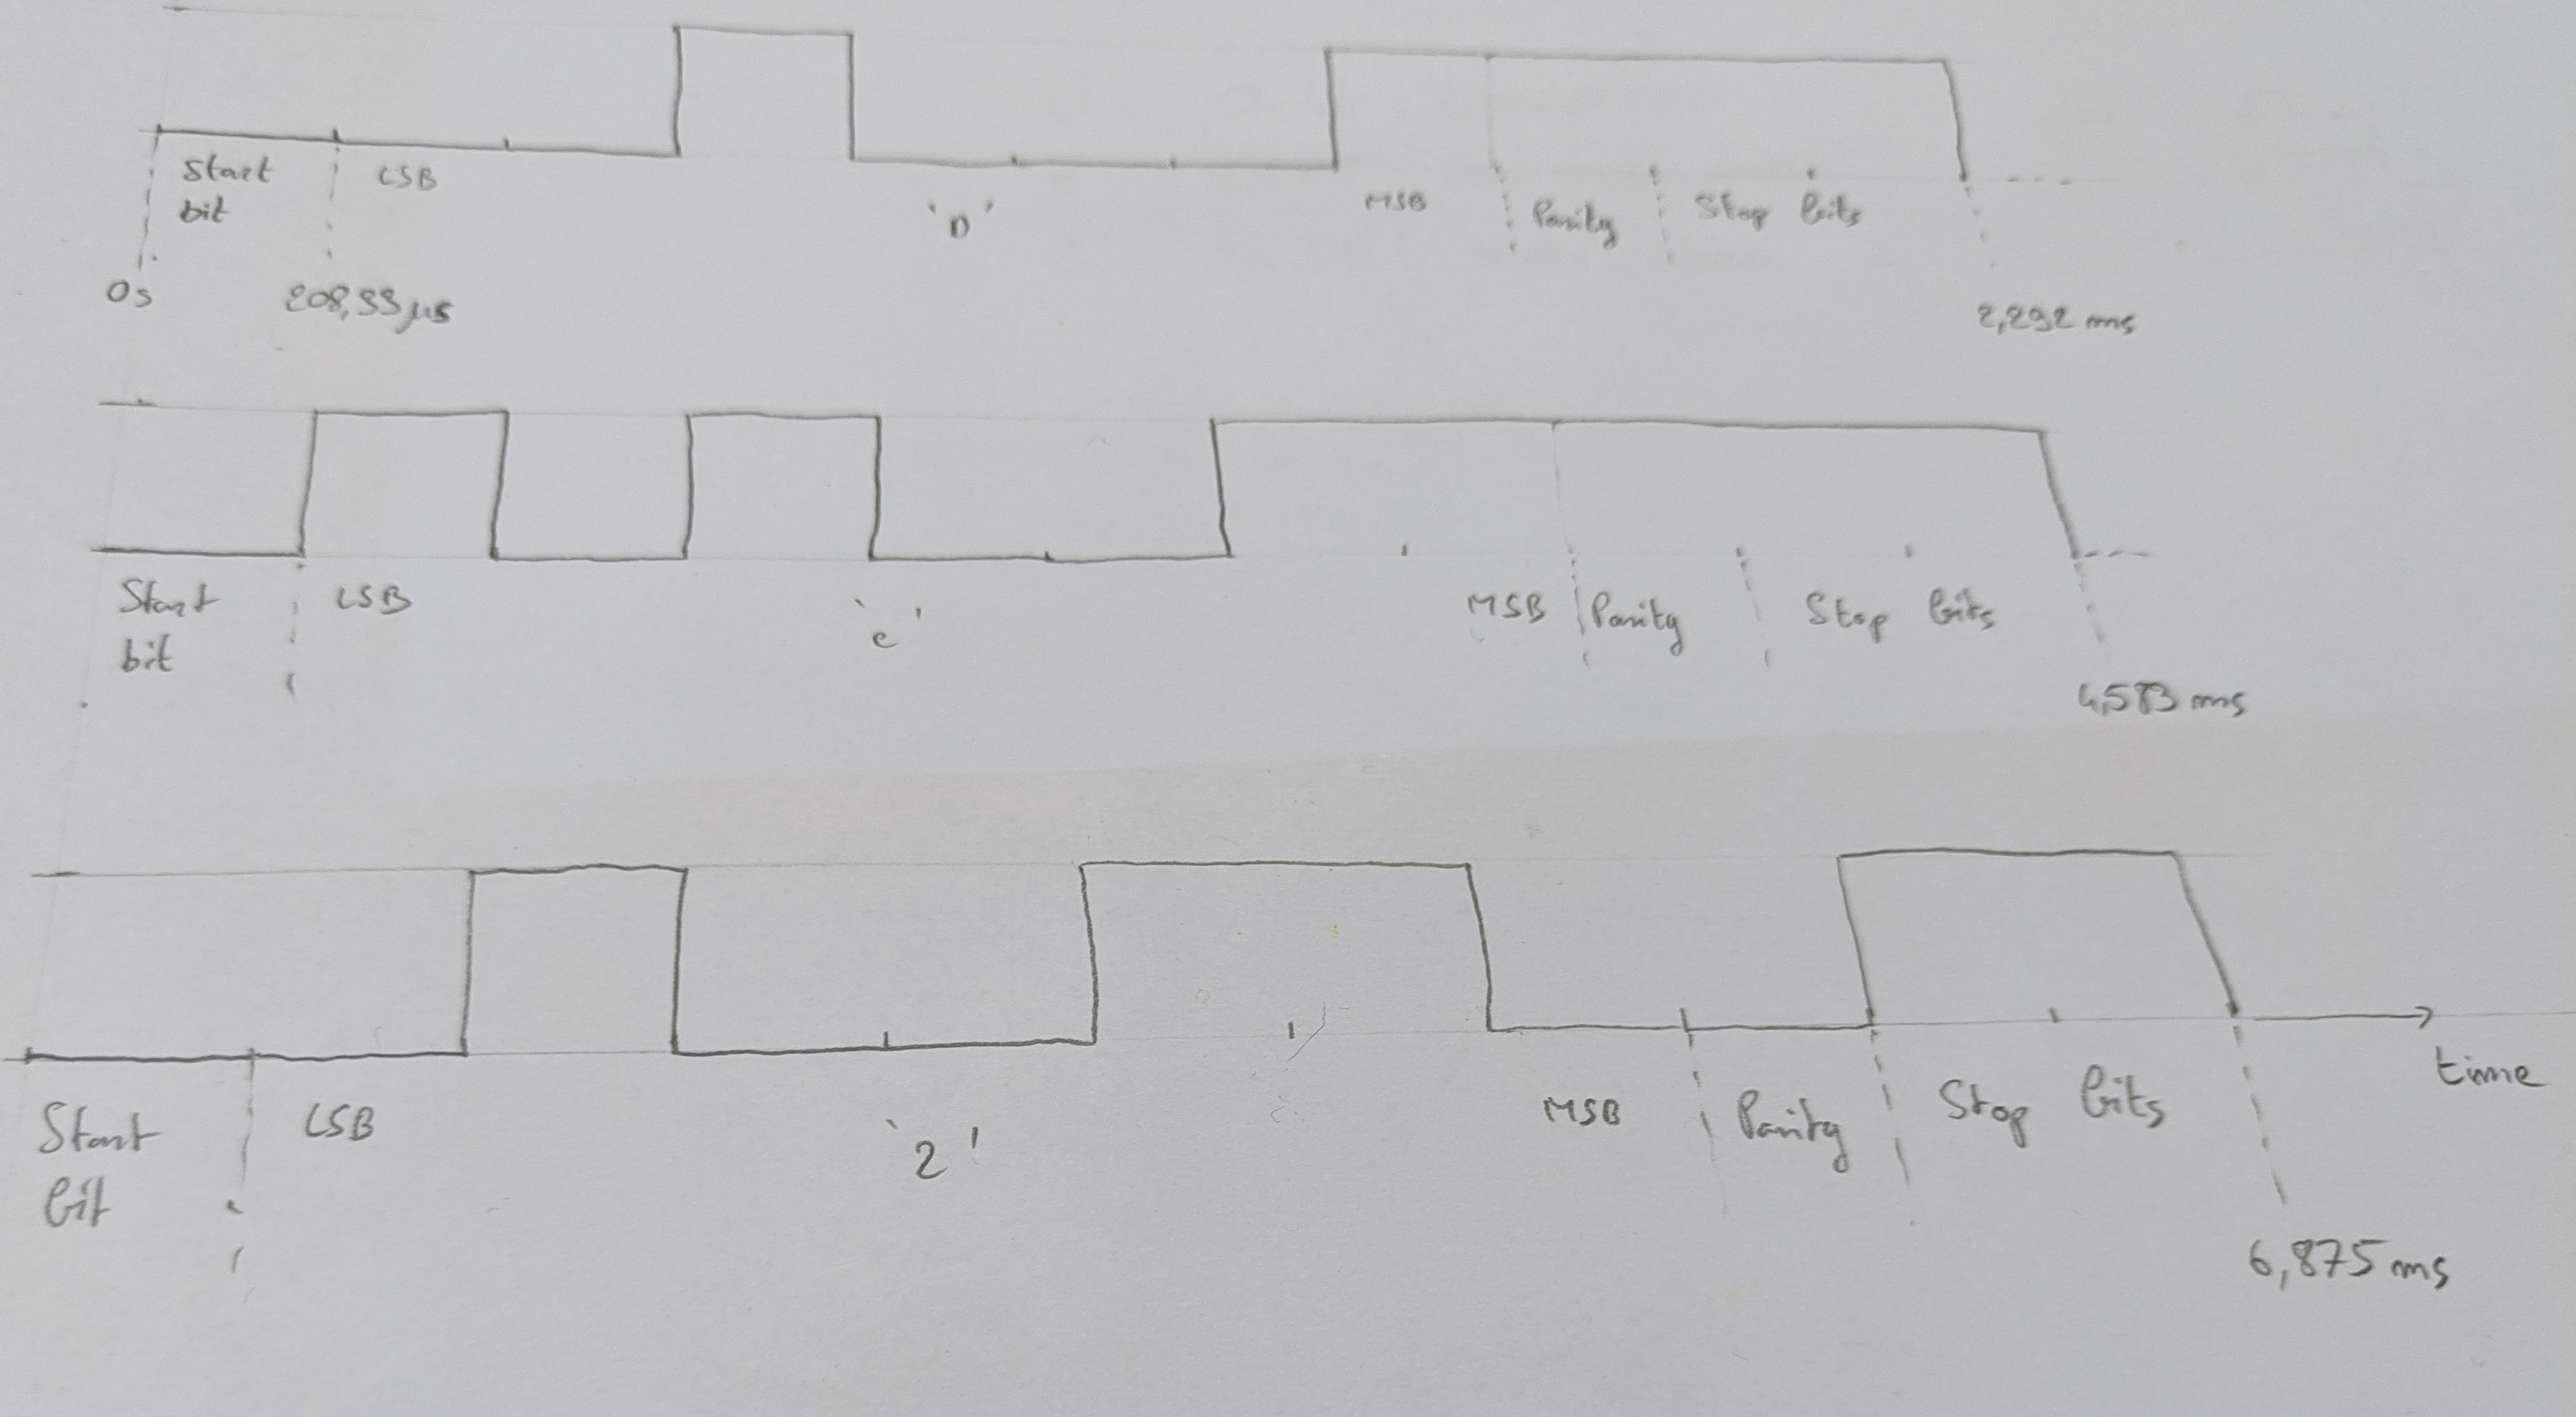 Start LSB
bit 'D' MSB Parity Stop bits
0s 208,33 µs 2,292 ms
Start LSB 'e' MSB Parity Stop bits
bit
4,583 ms
time
Start LSB '2' MSB Parity Stop bits
bit
6,875 ms